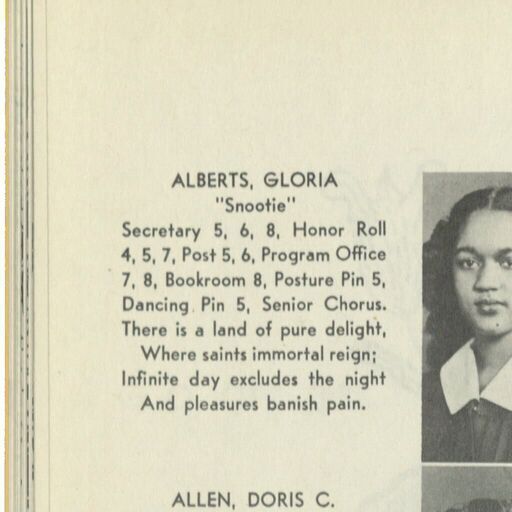 ALBERTS, GLORIA
"Snootie"
Secretary 5, 6, 8, Honor Roll
4, 5, 7, Post 5, 6, Program Office
7, 8, Bookroom 8, Posture Pin 5,
Dancing Pin 5, Senior Chorus.
There is a land of pure delight,
Where saints immortal reign;
Infinite day excludes the night
And pleasures banish pain.
ALLEN, DORIS C.